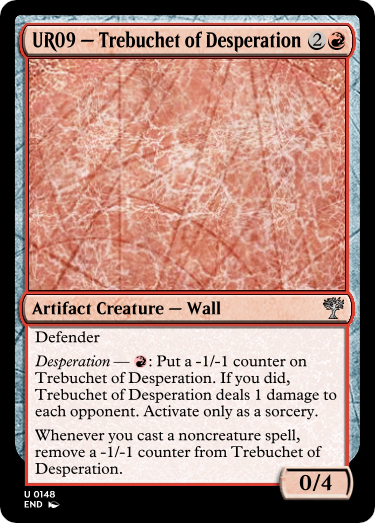 UR09 — Trebuchet of Desperation 2
Artifact Creature — Wall
Defender
Desperation — : Put a -1/-1 counter on
Trebuchet of Desperation. If you did,
Trebuchet of Desperation deals 1 damage to
each opponent. Activate only as a sorcery.
Whenever you cast a noncreature spell,
remove a -1/-1 counter from Trebuchet of
Desperation.
0/4
U 0148
END